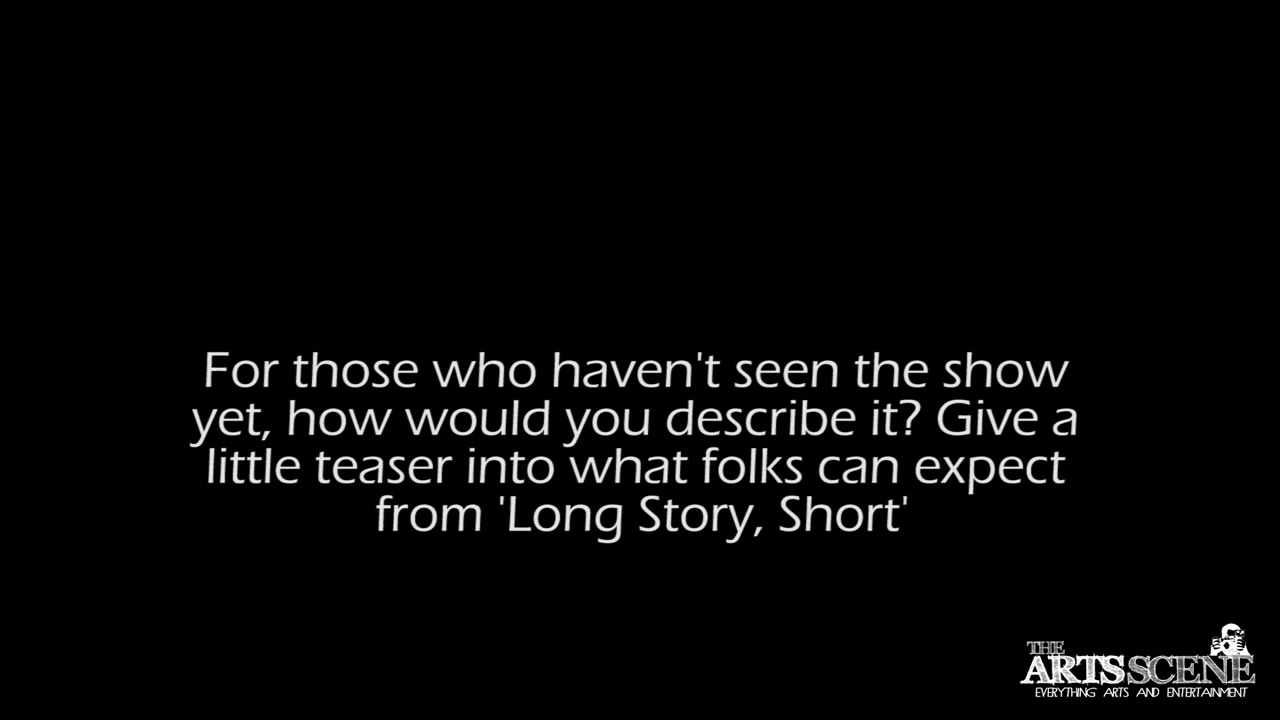 For those who haven't seen the show
yet, how would you describe it? Give a
little teaser into what folks can expect
from 'Long Story, Short'
THE
ARTS SCENE
EVERYTHING ARTS AND ENTERTAINMENT